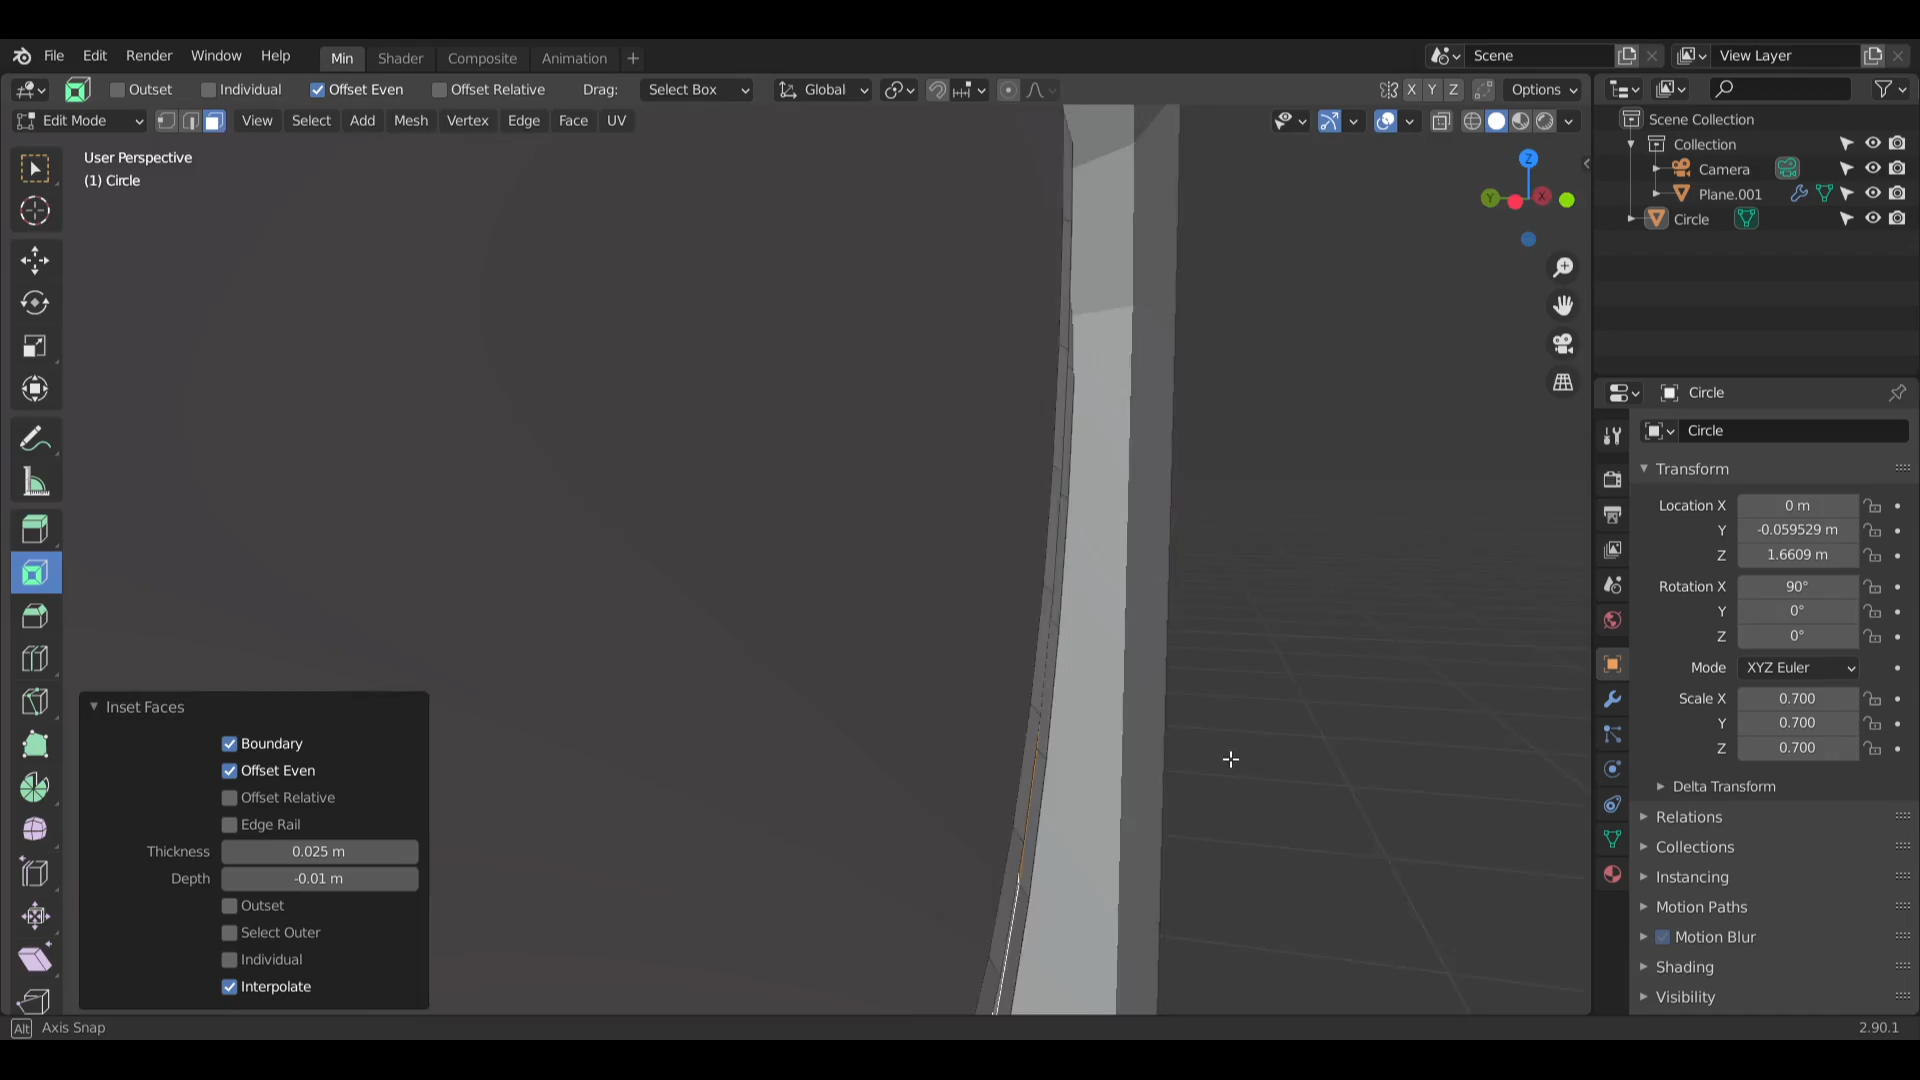 File Edit Render Window Help Min Shader Composite Animation + Scene View Layer
Outset Individual Offset Even Offset Relative Drag: Select Box Global X Y Z Options
Edit Mode View Select Add Mesh Vertex Edge Face UV
User Perspective
(1) Circle
Z
Y
X
Scene Collection
Collection
Camera
Plane.001
Circle
Circle
Circle
Transform
Location X 0 m
Y -0.059529 m
Z 1.6609 m
Rotation X 90°
Y 0°
Z 0°
Mode XYZ Euler
Scale X 0.700
Y 0.700
Z 0.700
Delta Transform
Relations
Collections
Instancing
Motion Paths
Motion Blur
Shading
Visibility
Inset Faces
Boundary
Offset Even
Offset Relative
Edge Rail
Thickness 0.025 m
Depth -0.01 m
Outset
Select Outer
Individual
Interpolate
Alt Axis Snap
2.90.1